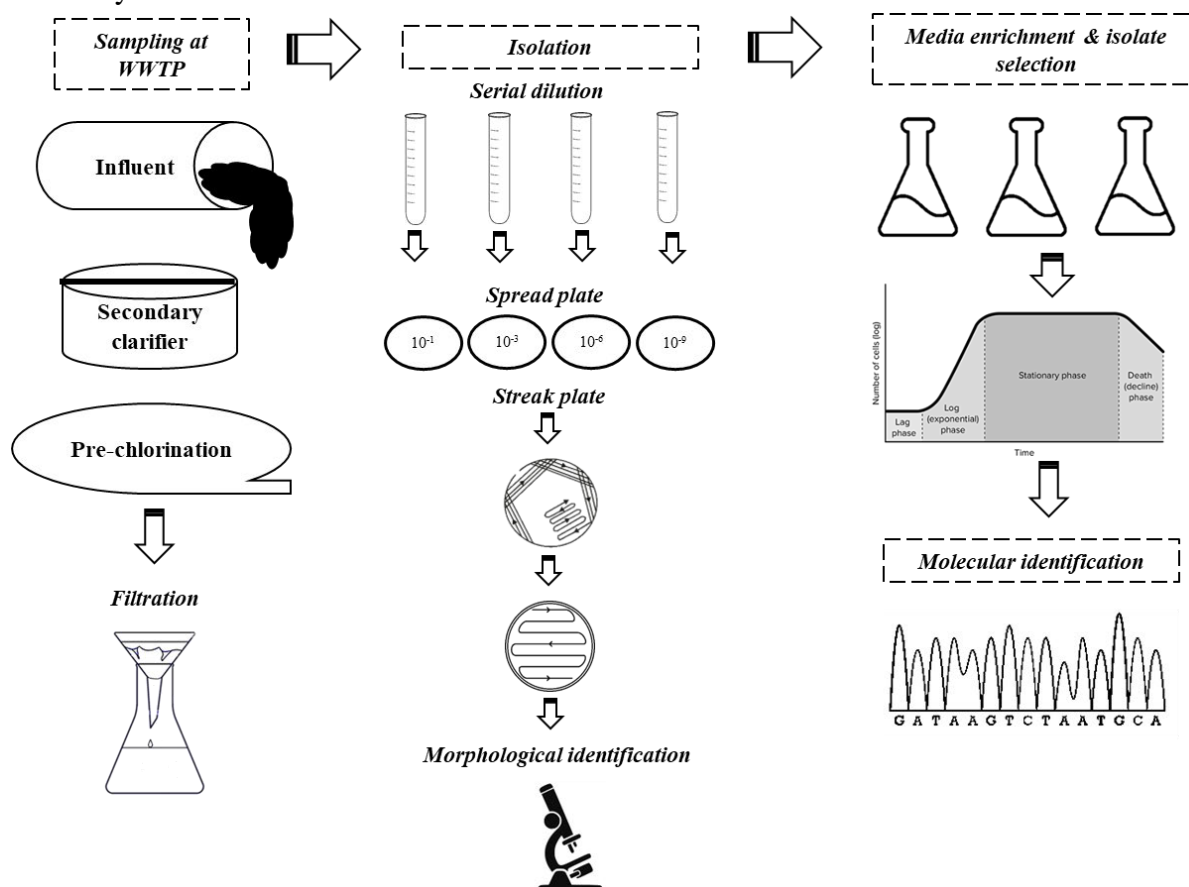 Sampling at
WWTP
Influent
Secondary
clarifier
Pre-chlorination
Filtration
Isolation
Serial dilution
Spread plate
10-1
10-3
10-6
10-9
Streak plate
Morphological identification
Media enrichment & isolate
selection
Number of cells (log)
Lag
phase
Log
(exponential)
phase
Stationary phase
Death
(decline)
phase
Time
Molecular identification
G A T A A G T C T A A T G C A